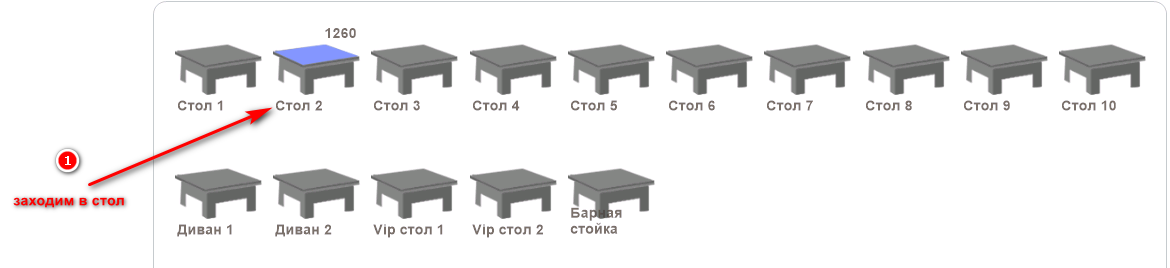 1260
Стол 1 Стол 2 Стол 3 Стол 4 Стол 5 Стол 6 Стол 7 Стол 8 Стол 9 Стол 10
1
заходим в стол
Диван 1 Диван 2 Vip стол 1 Vip стол 2 Барная
стойка